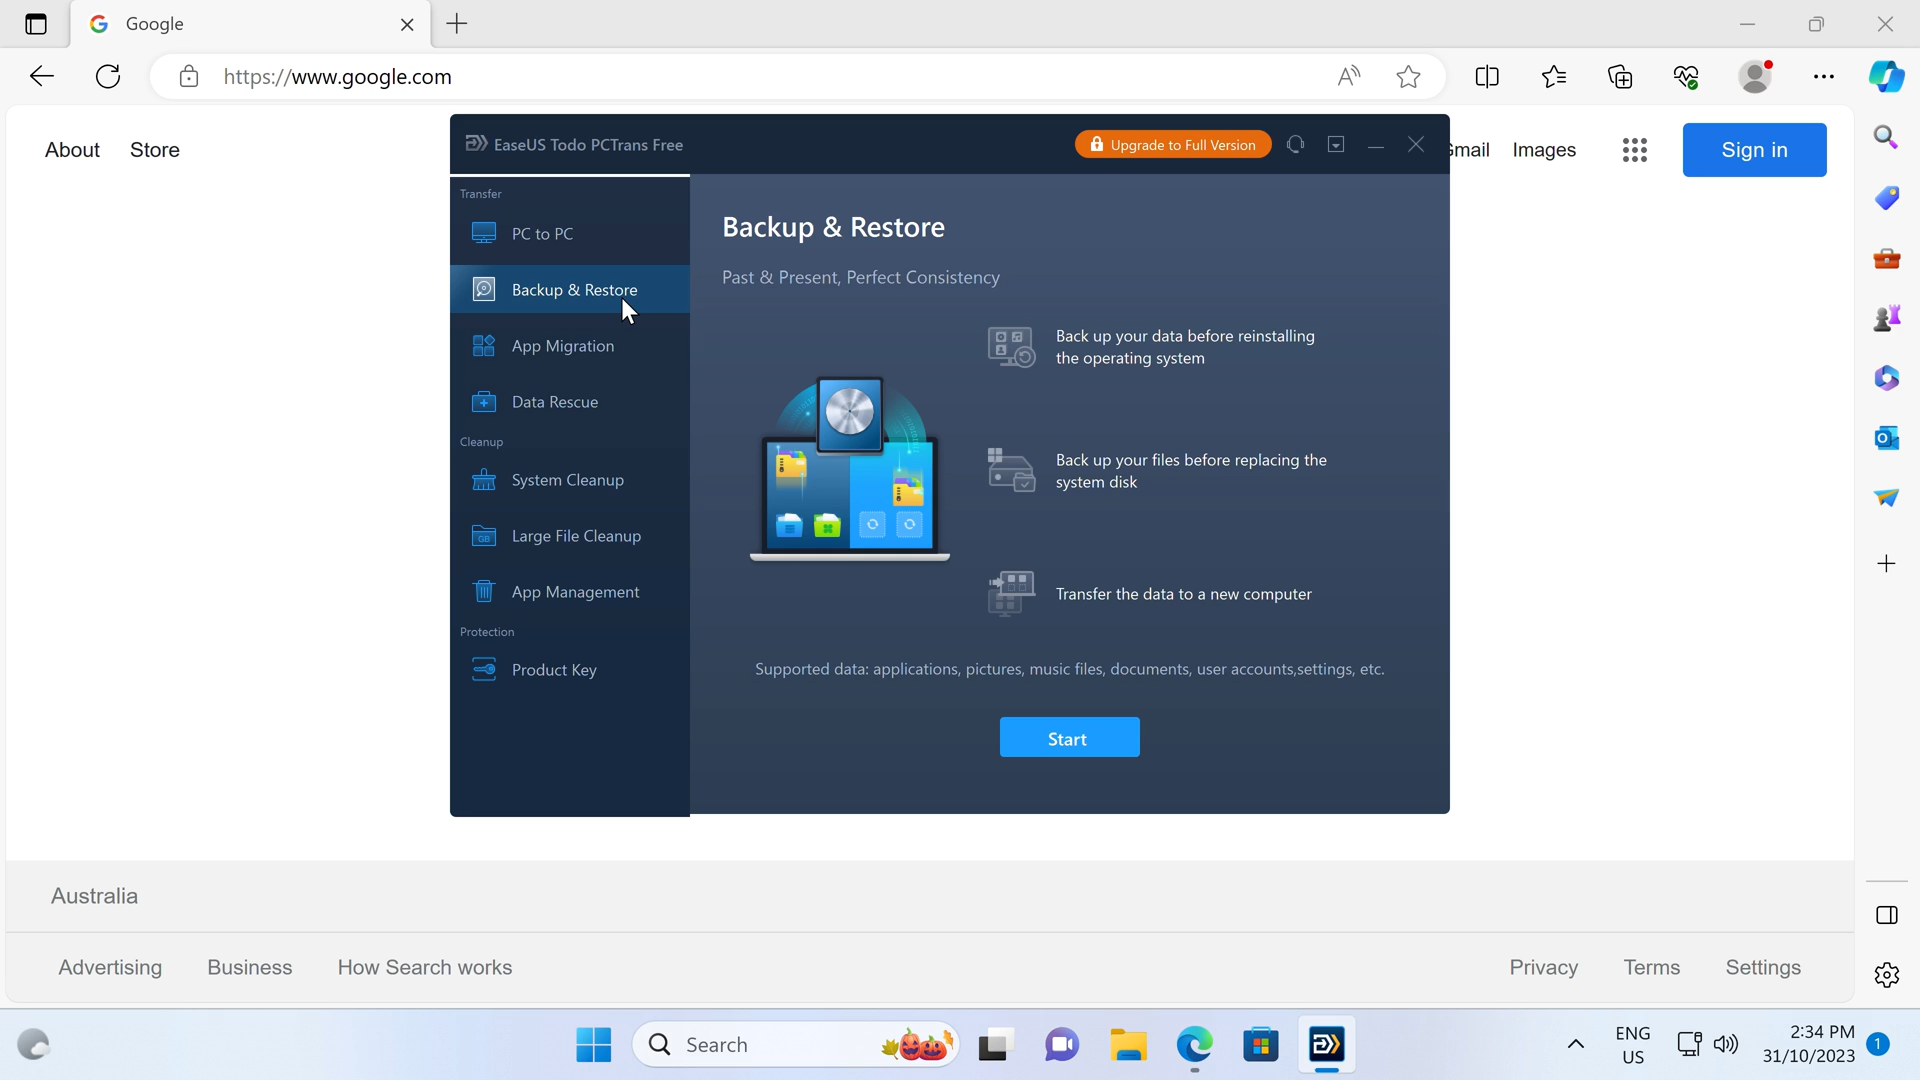 Google
https://www.google.com
About
Store
Gmail
Images
Sign in
EaseUS Todo PCTrans Free
Upgrade to Full Version
Transfer
PC to PC
Backup & Restore
App Migration
Data Rescue
Cleanup
System Cleanup
Large File Cleanup
App Management
Protection
Product Key
Backup & Restore
Past & Present, Perfect Consistency
Back up your data before reinstalling
the operating system
Back up your files before replacing the
system disk
Transfer the data to a new computer
Supported data: applications, pictures, music files, documents, user accounts,settings, etc.
Start
Australia
Advertising
Business
How Search works
Privacy
Terms
Settings
Search
ENG
US
2:34 PM
31/10/2023
1